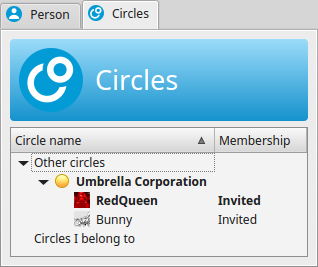 Person
Circles
Circles
Circle name
Membership
Other circles
Umbrella Corporation
RedQueen
Invited
Bunny
Invited
Circles I belong to